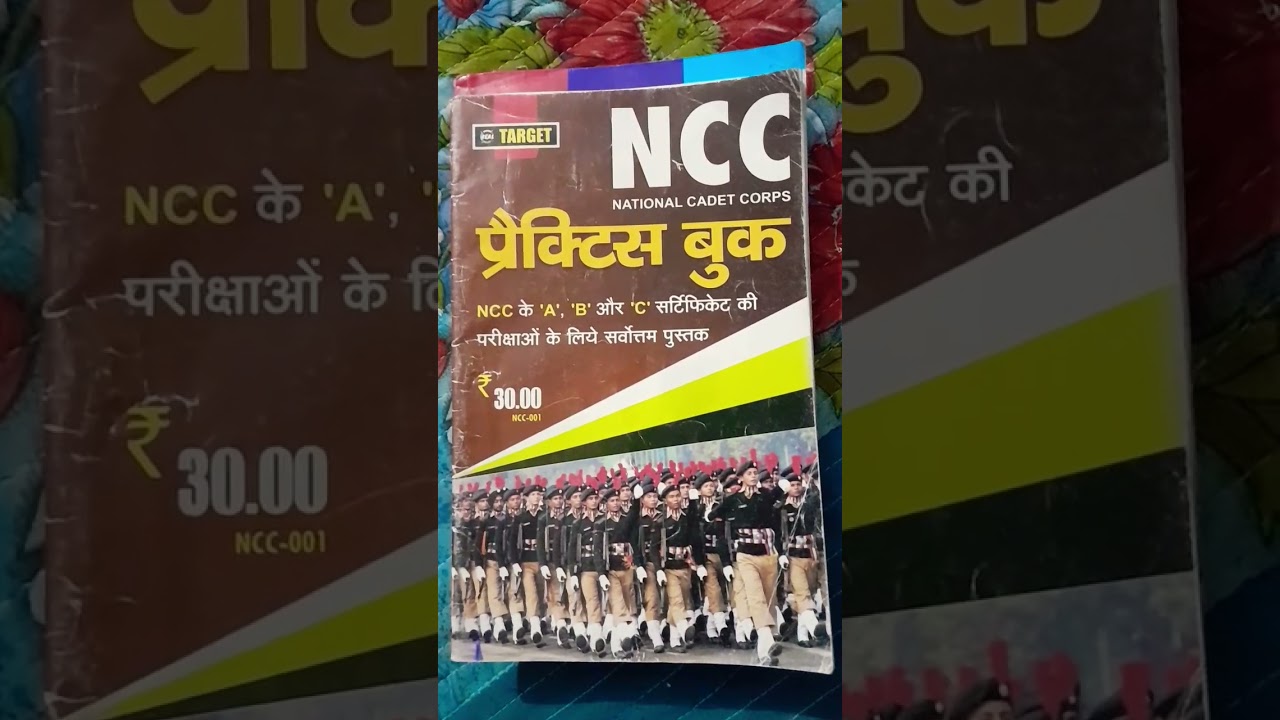 TARGET
NCC
NATIONAL CADET CORPS
प्रैक्टिस बुक
NCC के 'A', 'B' और 'C' सर्टिफिकेट की
परीक्षाओं के लिये सर्वोत्तम पुस्तक
₹ 30.00
NCC-001